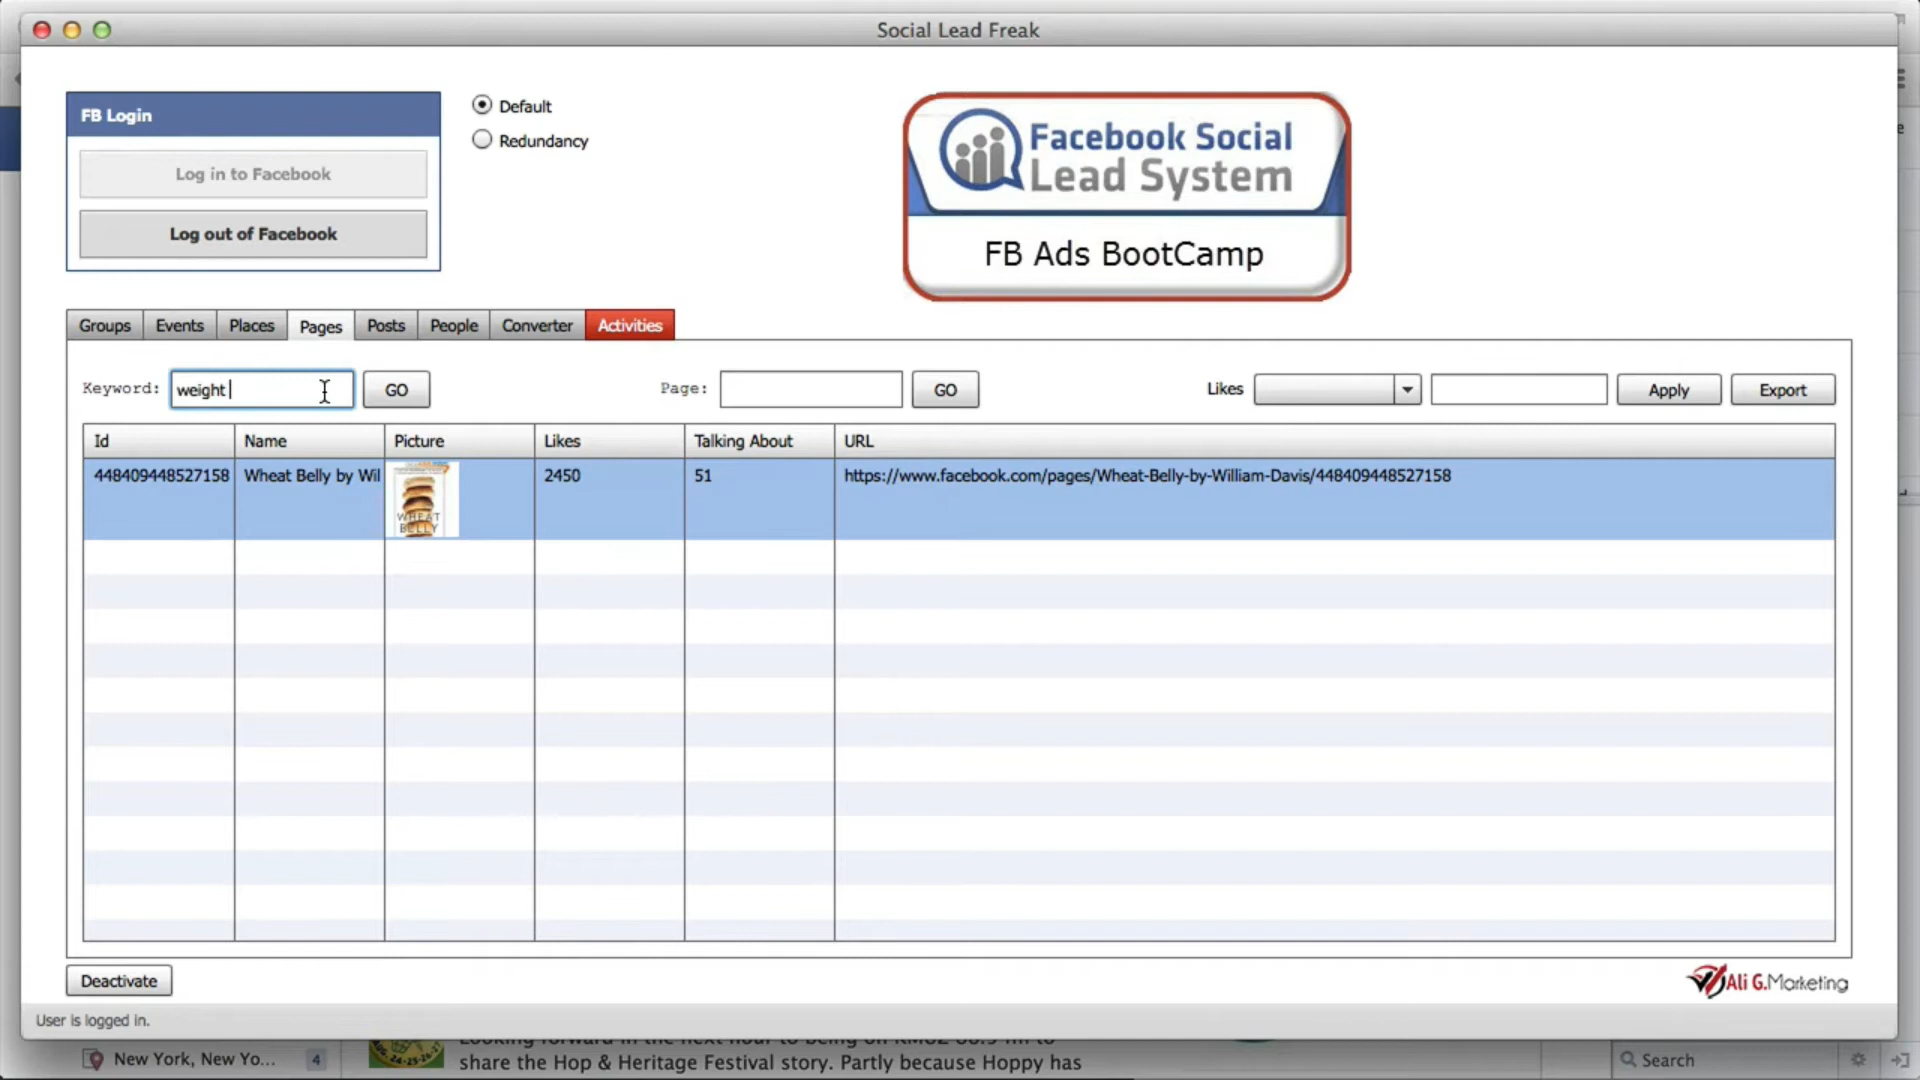 Social Lead Freak
FB Login
Log in to Facebook
Log out of Facebook
Default
Redundancy
Facebook Social
Lead System
FB Ads BootCamp
Groups Events Places Pages Posts People Converter Activities
Keyword: weight GO Page: GO Likes Apply Export
Id Name Picture Likes Talking About URL
448409448527158 Wheat Belly by Wil 2450 51 https://www.facebook.com/pages/Wheat-Belly-by-William-Davis/448409448527158
WHEAT
BELLY
Deactivate
Ali G.Marketing
User is logged in.
New York, New Yo... 4
share the Hop & Heritage Festival story. Partly because Hoppy has
Search